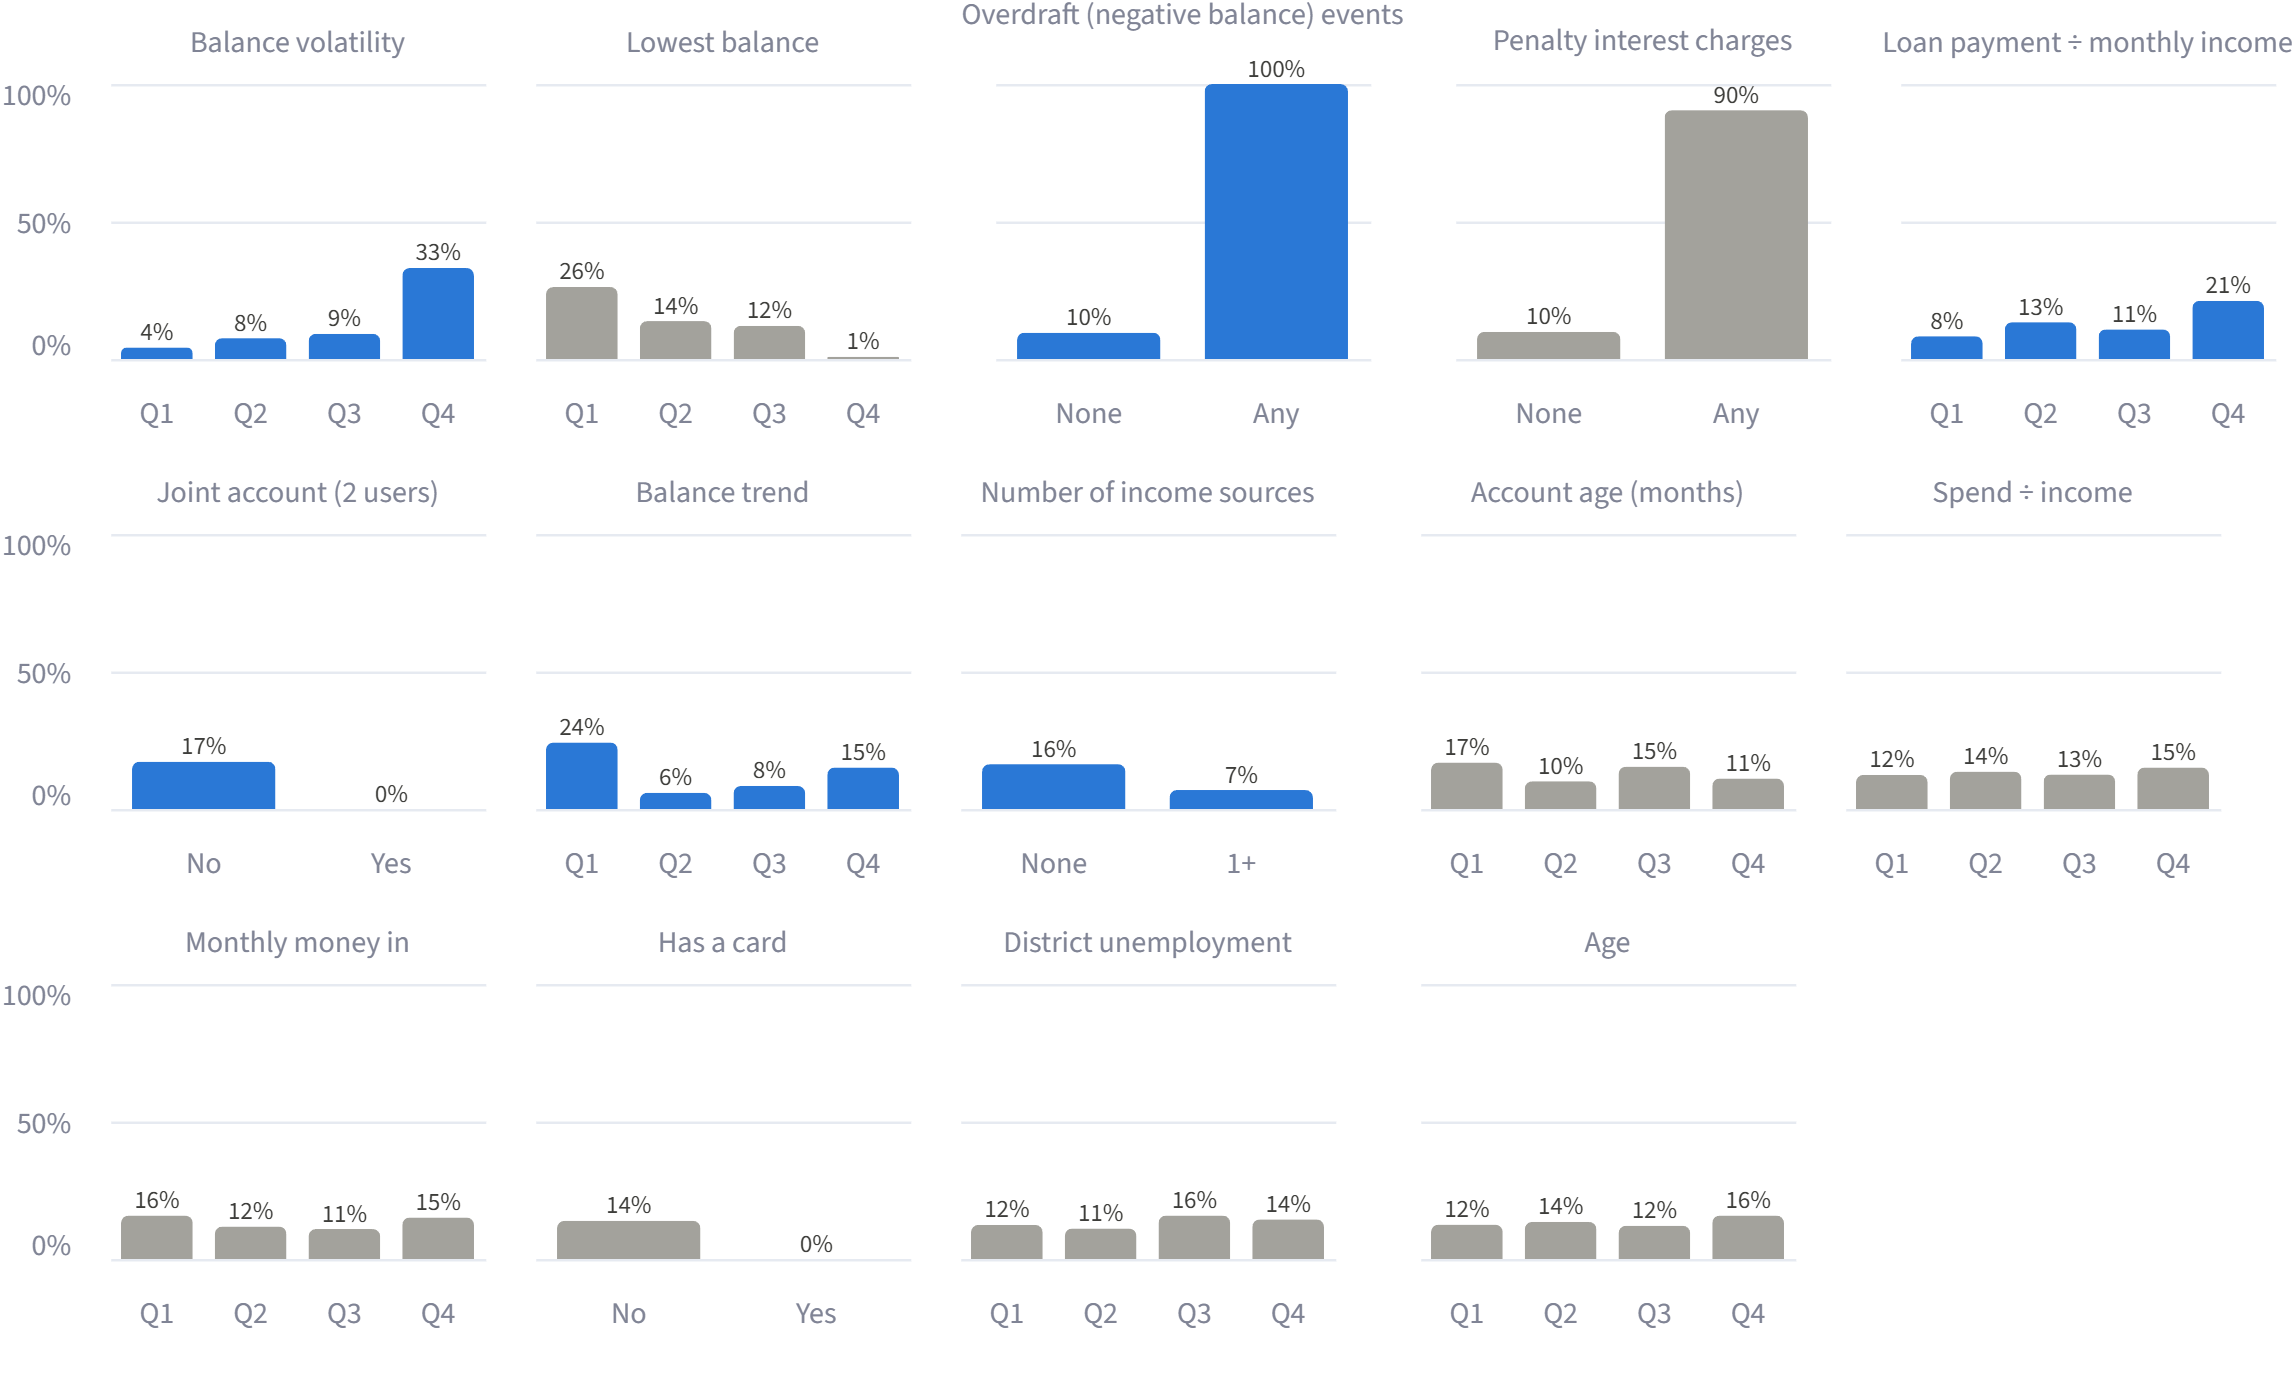 Balance volatility
Lowest balance
Overdraft (negative balance) events
Penalty interest charges
Loan payment ÷ monthly income
100%
50%
0%
4% 8% 9% 33%
26% 14% 12% 1%
10% 100%
10% 90%
8% 13% 11% 21%
Q1 Q2 Q3 Q4
Q1 Q2 Q3 Q4
None Any
None Any
Q1 Q2 Q3 Q4
Joint account (2 users)
Balance trend
Number of income sources
Account age (months)
Spend ÷ income
100%
50%
0%
17% 0%
24% 6% 8% 15%
16% 7%
17% 10% 15% 11%
12% 14% 13% 15%
No Yes
Q1 Q2 Q3 Q4
None 1+
Q1 Q2 Q3 Q4
Q1 Q2 Q3 Q4
Monthly money in
Has a card
District unemployment
Age
100%
50%
0%
16% 12% 11% 15%
14% 0%
12% 11% 16% 14%
12% 14% 12% 16%
Q1 Q2 Q3 Q4
No Yes
Q1 Q2 Q3 Q4
Q1 Q2 Q3 Q4